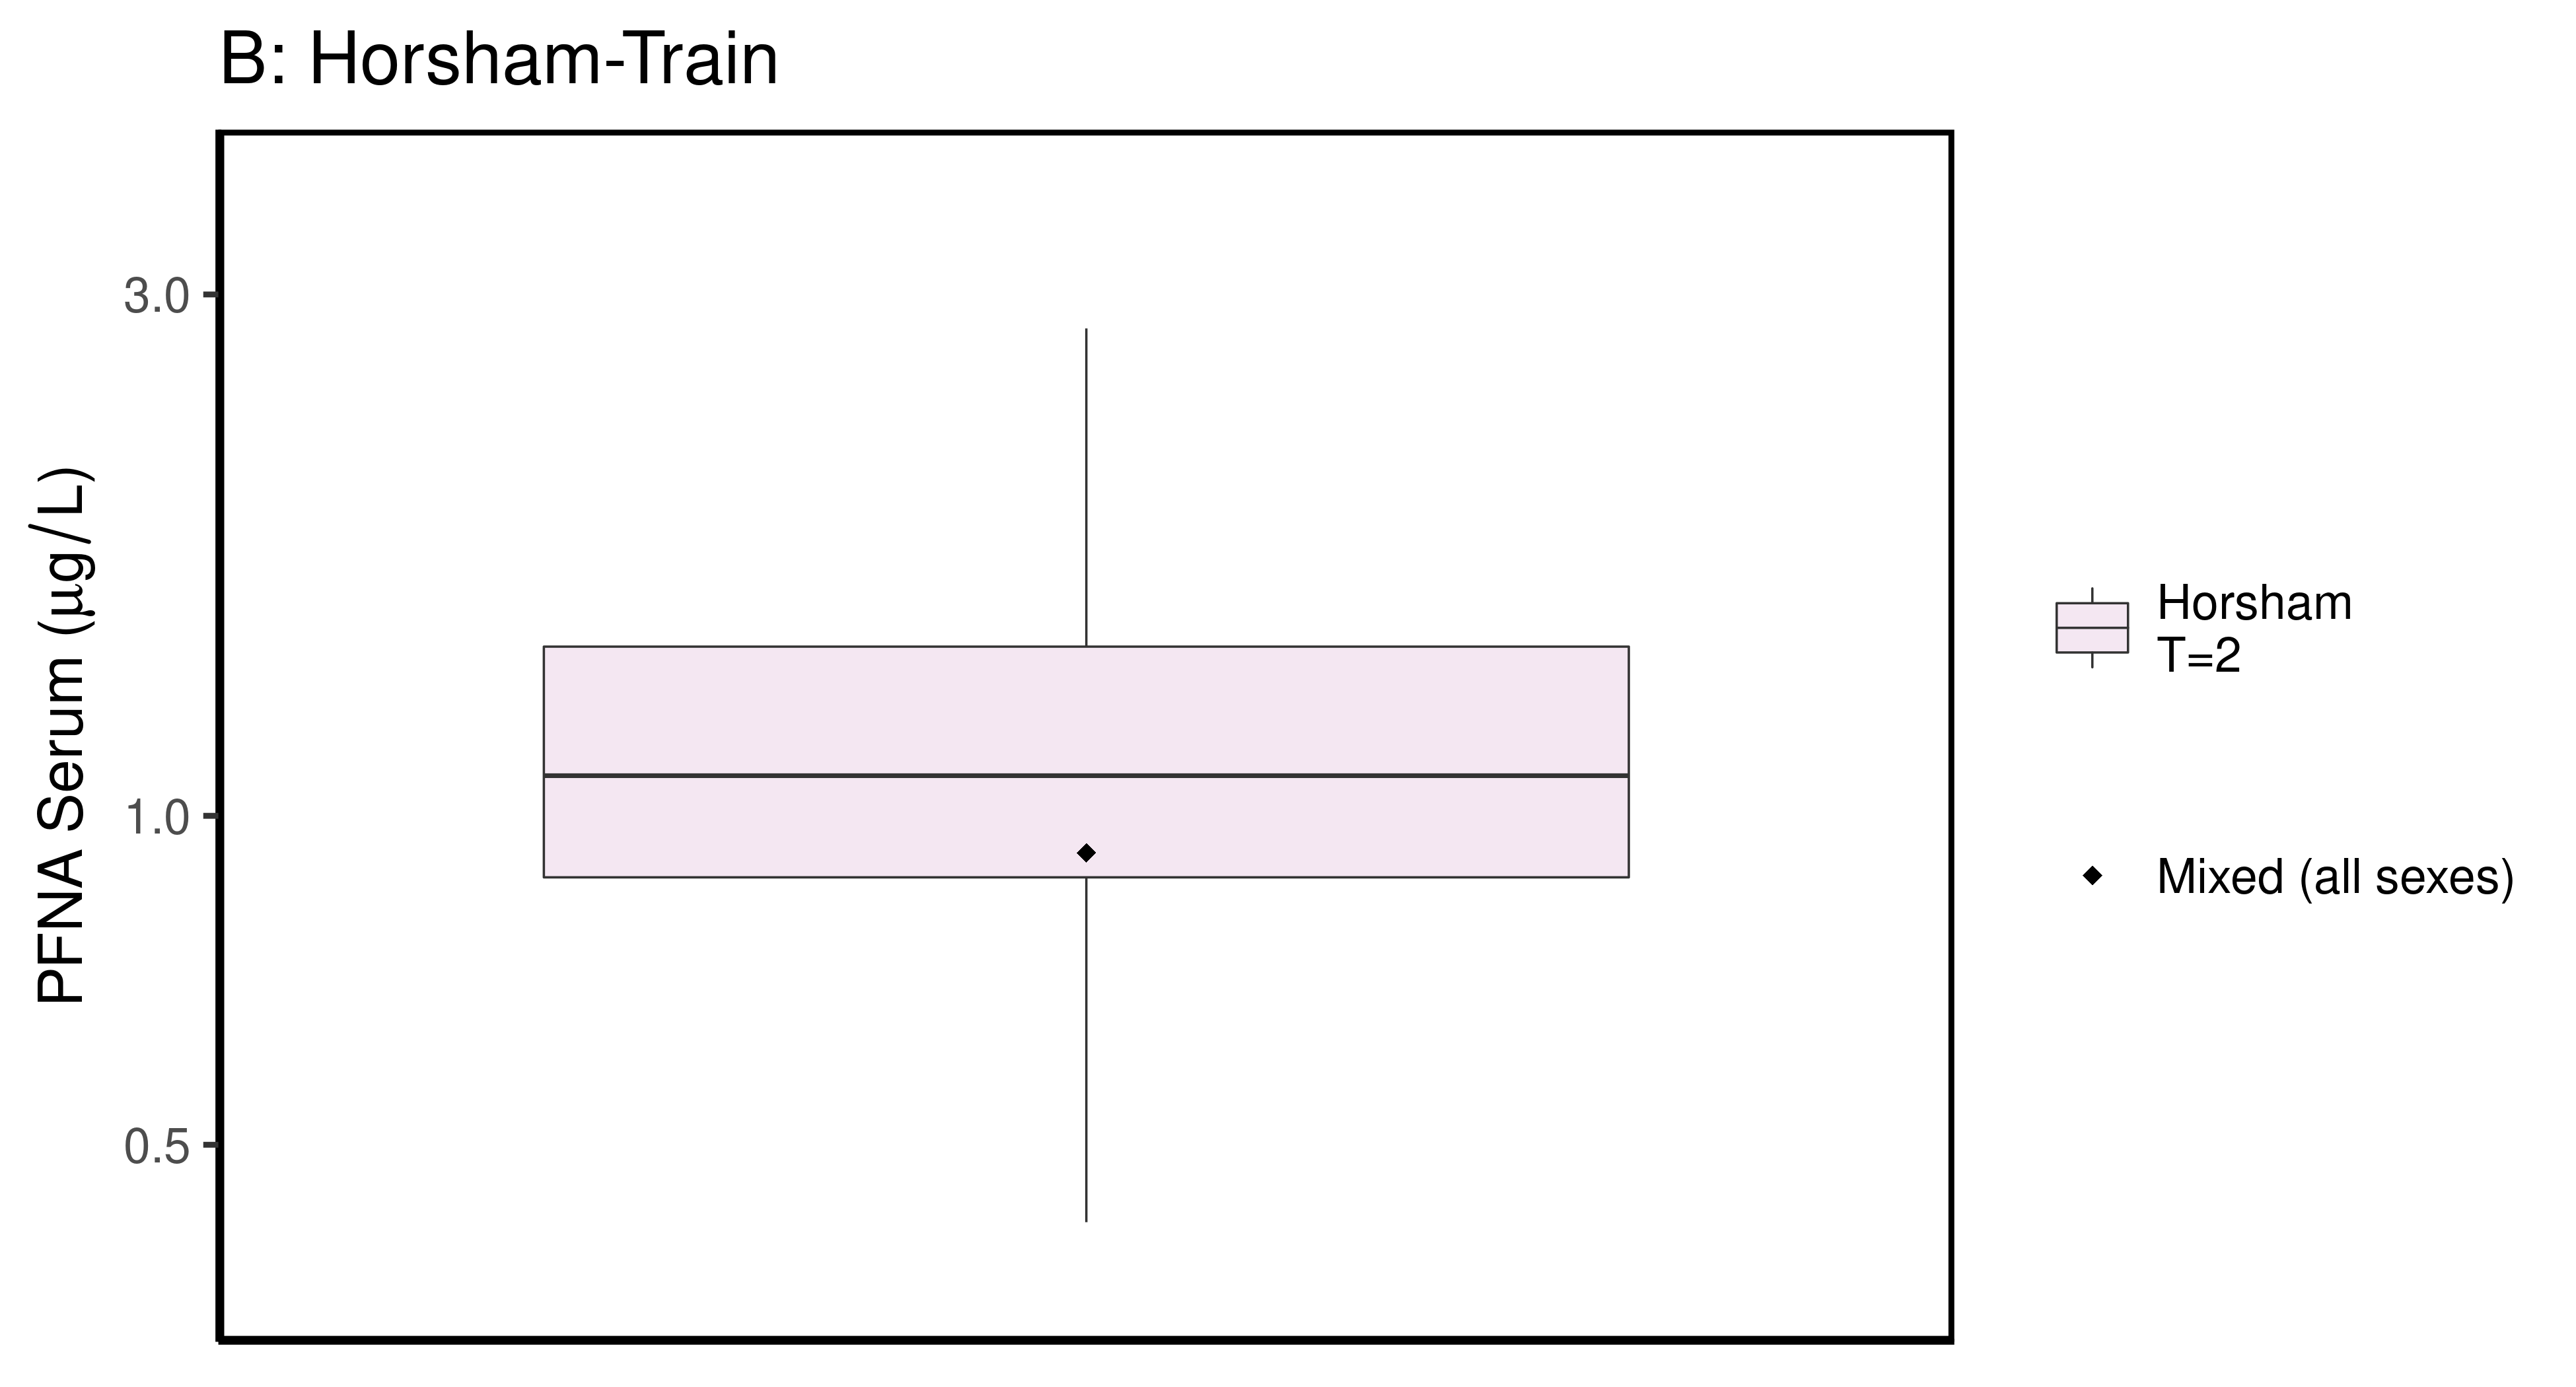 B: Horsham-Train
PFNA Serum (μg/L)
3.0
1.0
0.5
Horsham
T=2
Mixed (all sexes)